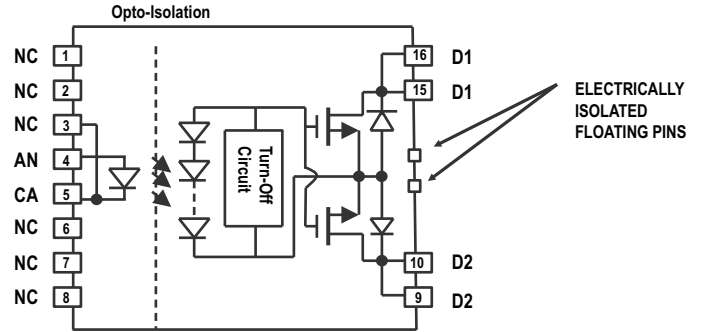 Opto-Isolation
NC 1
NC 2
NC 3
AN 4
CA 5
NC 6
NC 7
NC 8
Turn-Off
Circuit
16 D1
15 D1
10 D2
9 D2
ELECTRICALLY
ISOLATED
FLOATING PINS